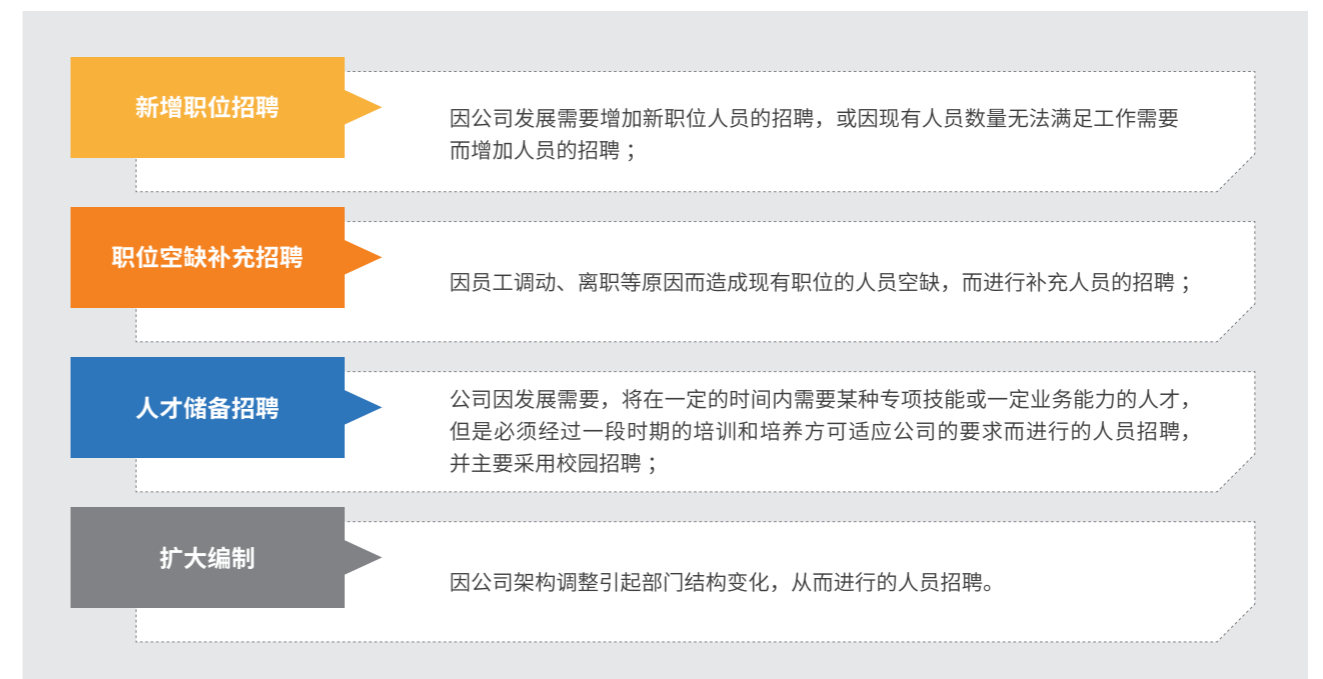 新增职位招聘
因公司发展需要增加新职位人员的招聘，或因现有人员数量无法满足工作需要
而增加人员的招聘；
职位空缺补充招聘
因员工调动、离职等原因而造成现有职位的人员空缺，而进行补充人员的招聘；
人才储备招聘
公司因发展需要，将在一定的时间内需要某种专项技能或一定业务能力的人才，
但是必须经过一段时期的培训和培养方可适应公司的要求而进行的人员招聘，
并主要采用校园招聘；
扩大编制
因公司架构调整引起部门结构变化，从而进行的人员招聘。